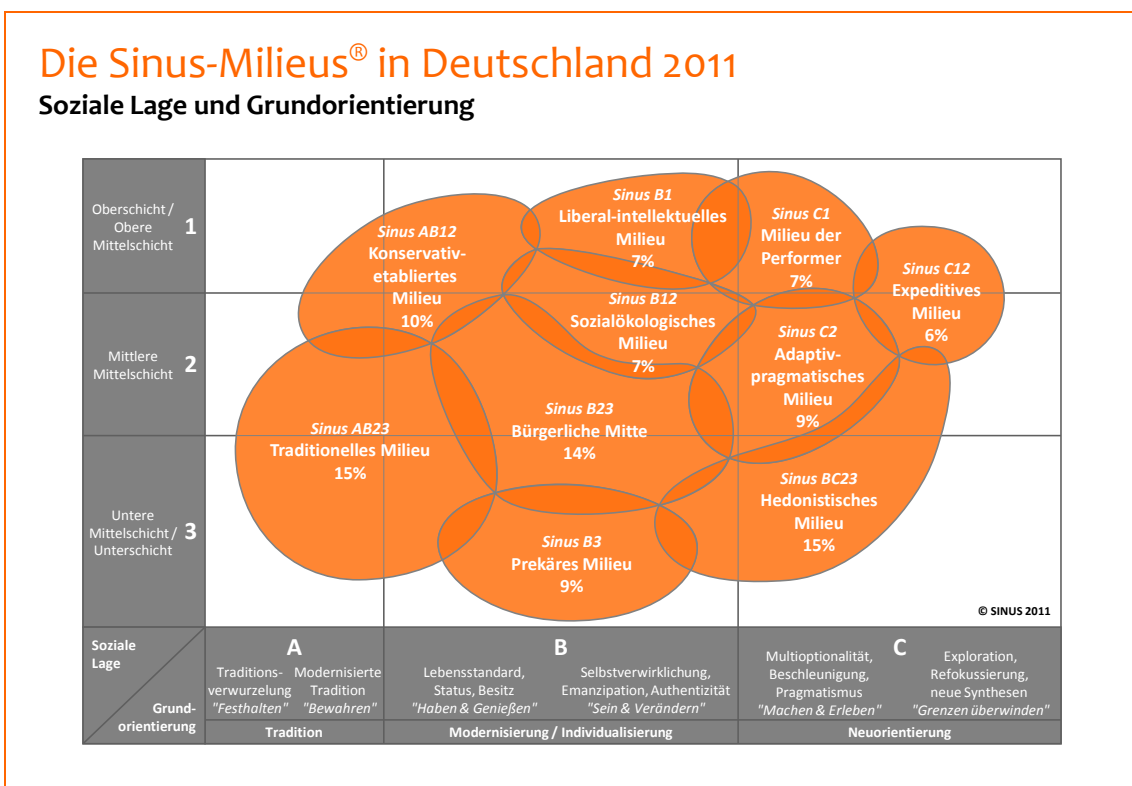 Die Sinus-Milieus® in Deutschland 2011
Soziale Lage und Grundorientierung
Oberschicht /
Obere
Mittelschicht
1
Mittlere
Mittelschicht
2
Untere
Mittelschicht /
Unterschicht
3
Sinus AB12
Konservativ-
etabliertes
Milieu
10%
Sinus B1
Liberal-intellektuelles
Milieu
7%
Sinus C1
Milieu der
Performer
7%
Sinus C12
Expeditives
Milieu
6%
Sinus B12
Sozialökologisches
Milieu
7%
Sinus C2
Adaptiv-
pragmatisches
Milieu
9%
Sinus AB23
Traditionelles Milieu
15%
Sinus B23
Bürgerliche Mitte
14%
Sinus BC23
Hedonistisches
Milieu
15%
Sinus B3
Prekäres Milieu
9%
© SINUS 2011
Soziale
Lage
Grund-
orientierung
A
Traditions-
verwurzelung
"Festhalten"
Modernisierte
Tradition
"Bewahren"
Tradition
B
Lebensstandard,
Status, Besitz
"Haben & Genießen"
Selbstverwirklichung,
Emanzipation, Authentizität
"Sein & Verändern"
Modernisierung / Individualisierung
C
Multioptionalität,
Beschleunigung,
Pragmatismus
"Machen & Erleben"
Exploration,
Refokussierung,
neue Synthesen
"Grenzen überwinden"
Neuorientierung